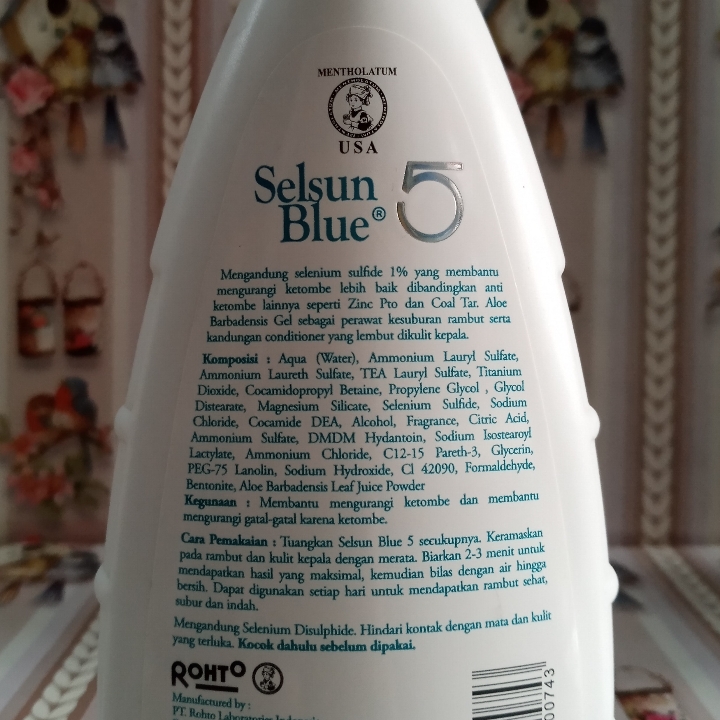 MENTHOLATUM
USA
Selsun 5
Blue®
Mengandung selenium sulfide 1% yang membantu
mengurangi ketombe lebih baik dibandingkan anti
ketombe lainnya seperti Zinc Pro dan Coal Tar. Aloe
Barbadensis Gel sebagai perawat kesuburan rambut serta
kandungan conditioner yang lembut dikulit kepala.
Komposisi : Aqua (Water), Ammonium Lauryl Sulfate,
Ammonium Laureth Sulfate, TEA Lauryl Sulfate, Titanium
Dioxide, Cocamidopropyl Betaine, Propylene Glycol , Glycol
Distearate, Magnesium Silicate, Selenium Sulfide, Sodium
Chloride, Cocamide DEA, Alcohol, Fragrance, Citric Acid,
Ammonium Sulfate, DMDM Hydantoin, Sodium Isostearoyl
Lactylate, Ammonium Chloride, C12-15 Pareth-3, Glycerin,
PEG-75 Lanolin, Sodium Hydroxide, Cl 42090, Formaldehyde,
Bentonite, Aloe Barbadensis Leaf Juice Powder
Kegunaan : Membantu mengurangi ketombe dan membantu
mengurangi gatal-gatal karena ketombe.
Cara Pemakaian : Tuangkan Selsun Blue 5 secukupnya. Keramaskan
pada rambut dan kulit kepala dengan merata. Biarkan 2-3 menit untuk
mendapatkan hasil yang maksimal, kemudian bilas dengan air hingga
bersih. Dapat digunakan setiap hari untuk mendapatkan rambut sehat,
subur dan indah.
Mengandung Selenium Disulphide. Hindari kontak dengan mata dan kulit
yang terluka. Kocok dahulu sebelum dipakai.
ROHTO
Manufactured by :
PT. Rohto Laboratories
00743